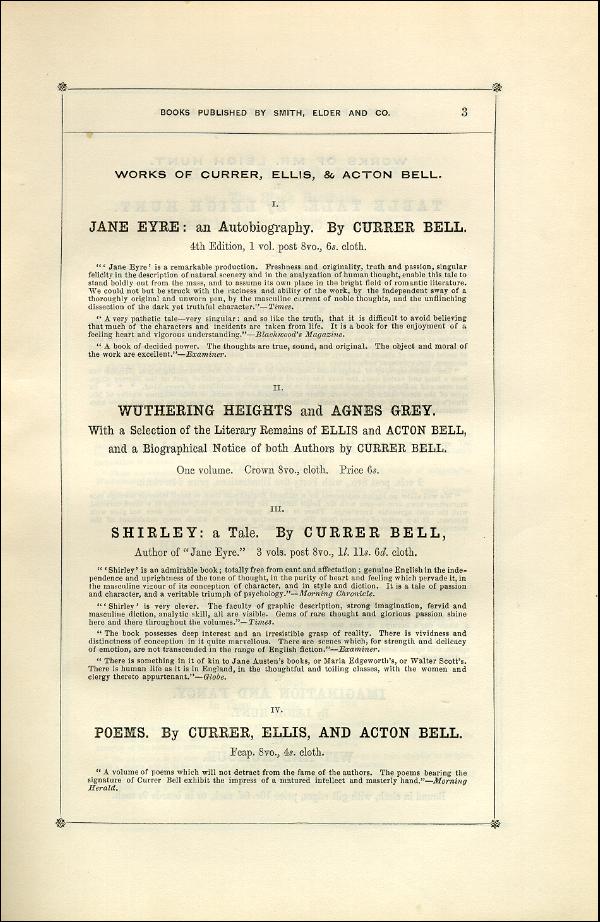 BOOKS PUBLISHED BY SMITH, ELDER AND CO. 3
WORKS OF CURRER, ELLIS, & ACTON BELL.
I.
JANE EYRE: an Autobiography. By CURRER BELL.
4th Edition, 1 vol. post 8vo., 6s. cloth.
"'Jane Eyre' is a remarkable production. Freshness and originality, truth and passion, singular
felicity in the description of natural scenery and in the analyzation of human thought, enable this tale to
stand boldly out from the mass, and to assume its own place in the bright field of romantic literature.
We could not but be struck with the raciness and ability of the work, by the independent sway of a
thoroughly original and unworn pen, by the masculine current of noble thoughts, and the unflinching
dissection of the dark yet truthful character."—Times.
"A very pathetic tale—very singular: and so like the truth, that it is difficult to avoid believing
that much of the characters and incidents are taken from life. It is a book for the enjoyment of a
feeling heart and vigorous understanding."—Blackwood's Magazine.
"A book of decided power. The thoughts are true, sound, and original. The object and moral of
the work are excellent."—Examiner.
II.
WUTHERING HEIGHTS and AGNES GREY.
With a Selection of the Literary Remains of ELLIS and ACTON BELL,
and a Biographical Notice of both Authors by CURRER BELL.
One volume. Crown 8vo., cloth. Price 6s.
III.
SHIRLEY: a Tale. By CURRER BELL,
Author of "Jane Eyre." 3 vols. post 8vo., 1l. 11s. 6d. cloth.
"'Shirley' is an admirable book; totally free from cant and affectation; genuine English in the inde-
pendence and uprightness of the tone of thought, in the purity of heart and feeling which pervade it, in
the masculine vigour of its conception of character, and in style and diction. It is a tale of passion
and character, and a veritable triumph of psychology."—Morning Chronicle.
"'Shirley' is very clever. The faculty of graphic description, strong imagination, fervid and
masculine diction, analytic skill, all are visible. Gems of rare thought and glorious passion shine
here and there throughout the volumes."—Times.
"The book possesses deep interest and an irresistible grasp of reality. There is vividness and
distinctness of conception in it quite marvellous. There are scenes which, for strength and delicacy
of emotion, are not transcended in the range of English fiction."—Examiner.
"There is something in it of kin to Jane Austen's books, or Maria Edgeworth's, or Walter Scott's.
There is human life as it is in England, in the thoughtful and toiling classes, with the women and
clergy thereto appurtenant."—Globe.
IV.
POEMS. By CURRER, ELLIS, AND ACTON BELL.
Fcap. 8vo., 4s. cloth.
"A volume of poems which will not detract from the fame of the authors. The poems bearing the
signature of Currer Bell exhibit the impress of a matured intellect and masterly hand."—Morning
Herald.